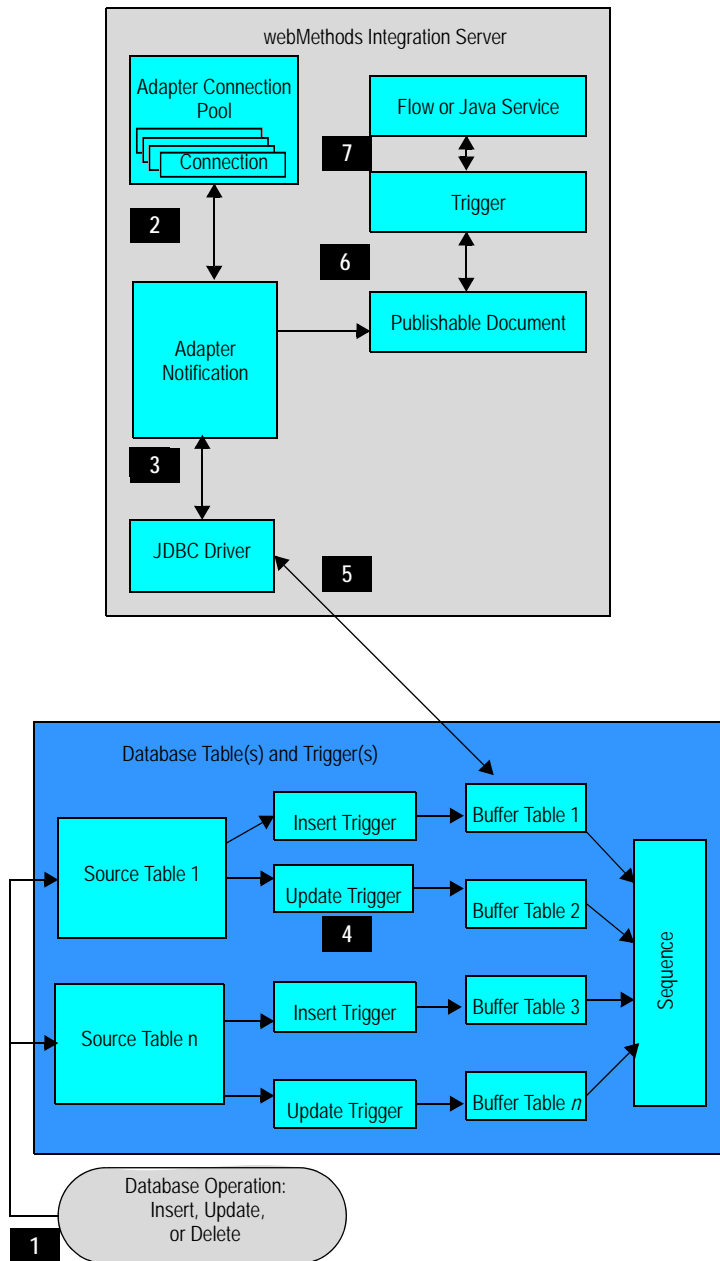 webMethods Integration Server
Adapter Connection
Pool
Connection
Flow or Java Service
7
Trigger
2
6
Publishable Document
Adapter
Notification
3
JDBC Driver
5
Database Table(s) and Trigger(s)
Source Table 1
Insert Trigger
Buffer Table 1
Update Trigger
Buffer Table 2
4
Sequence
Source Table n
Insert Trigger
Buffer Table 3
Update Trigger
Buffer Table n
Database Operation:
Insert, Update,
or Delete
1